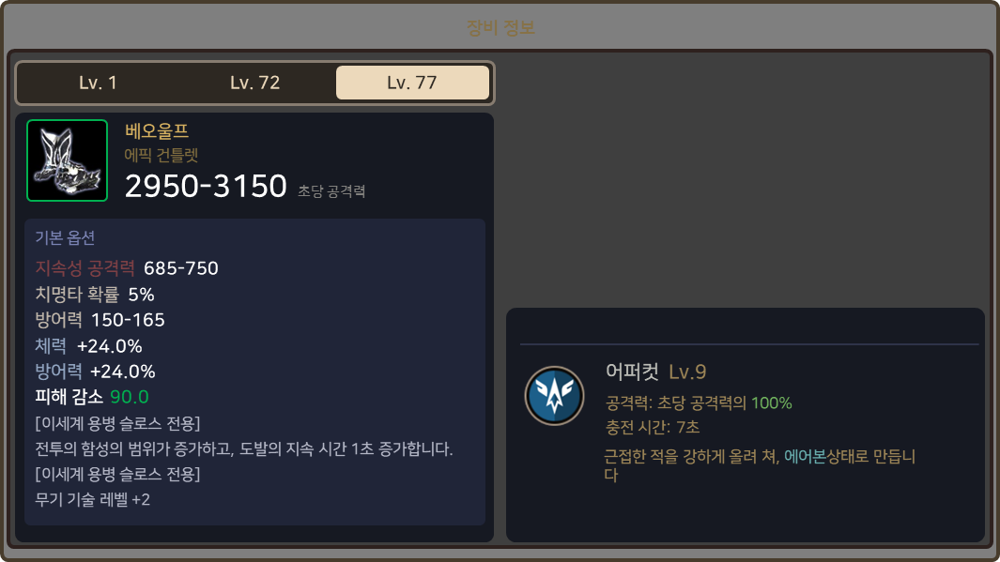 장비 정보
Lv. 1
Lv. 72
Lv. 77
베오울프
에픽 건틀렛
2950-3150 초당 공격력
기본 옵션
지속성 공격력 685-750
치명타 확률 5%
방어력 150-165
체력 +24.0%
방어력 +24.0%
피해 감소 90.0
[이세계 용병 슬로스 전용]
전투의 함성의 범위가 증가하고, 도발의 지속 시간 1초 증가합니다.
[이세계 용병 슬로스 전용]
무기 기술 레벨 +2
어퍼컷 Lv.9
공격력: 초당 공격력의 100%
충전 시간: 7초
근접한 적을 강하게 올려 쳐, 에어본상태로 만듭니
다